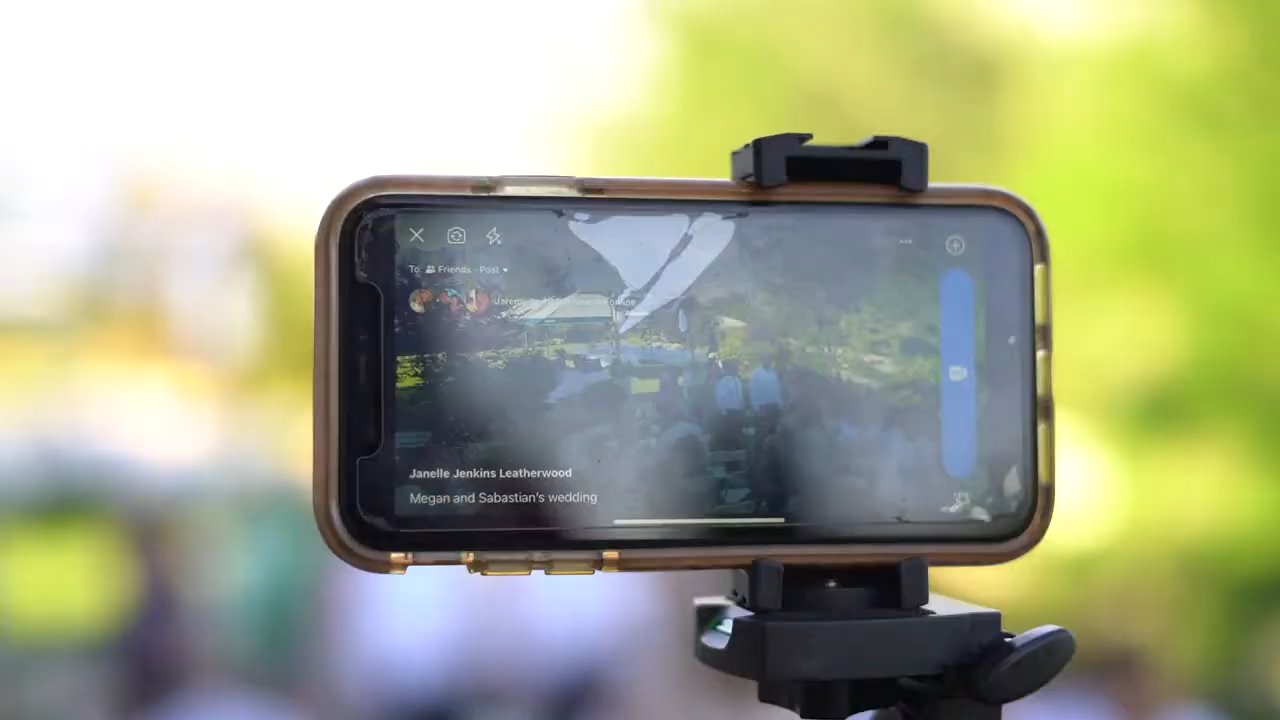 To: Friends · Post
Janelle Jenkins Leatherwood
Megan and Sabastian's wedding